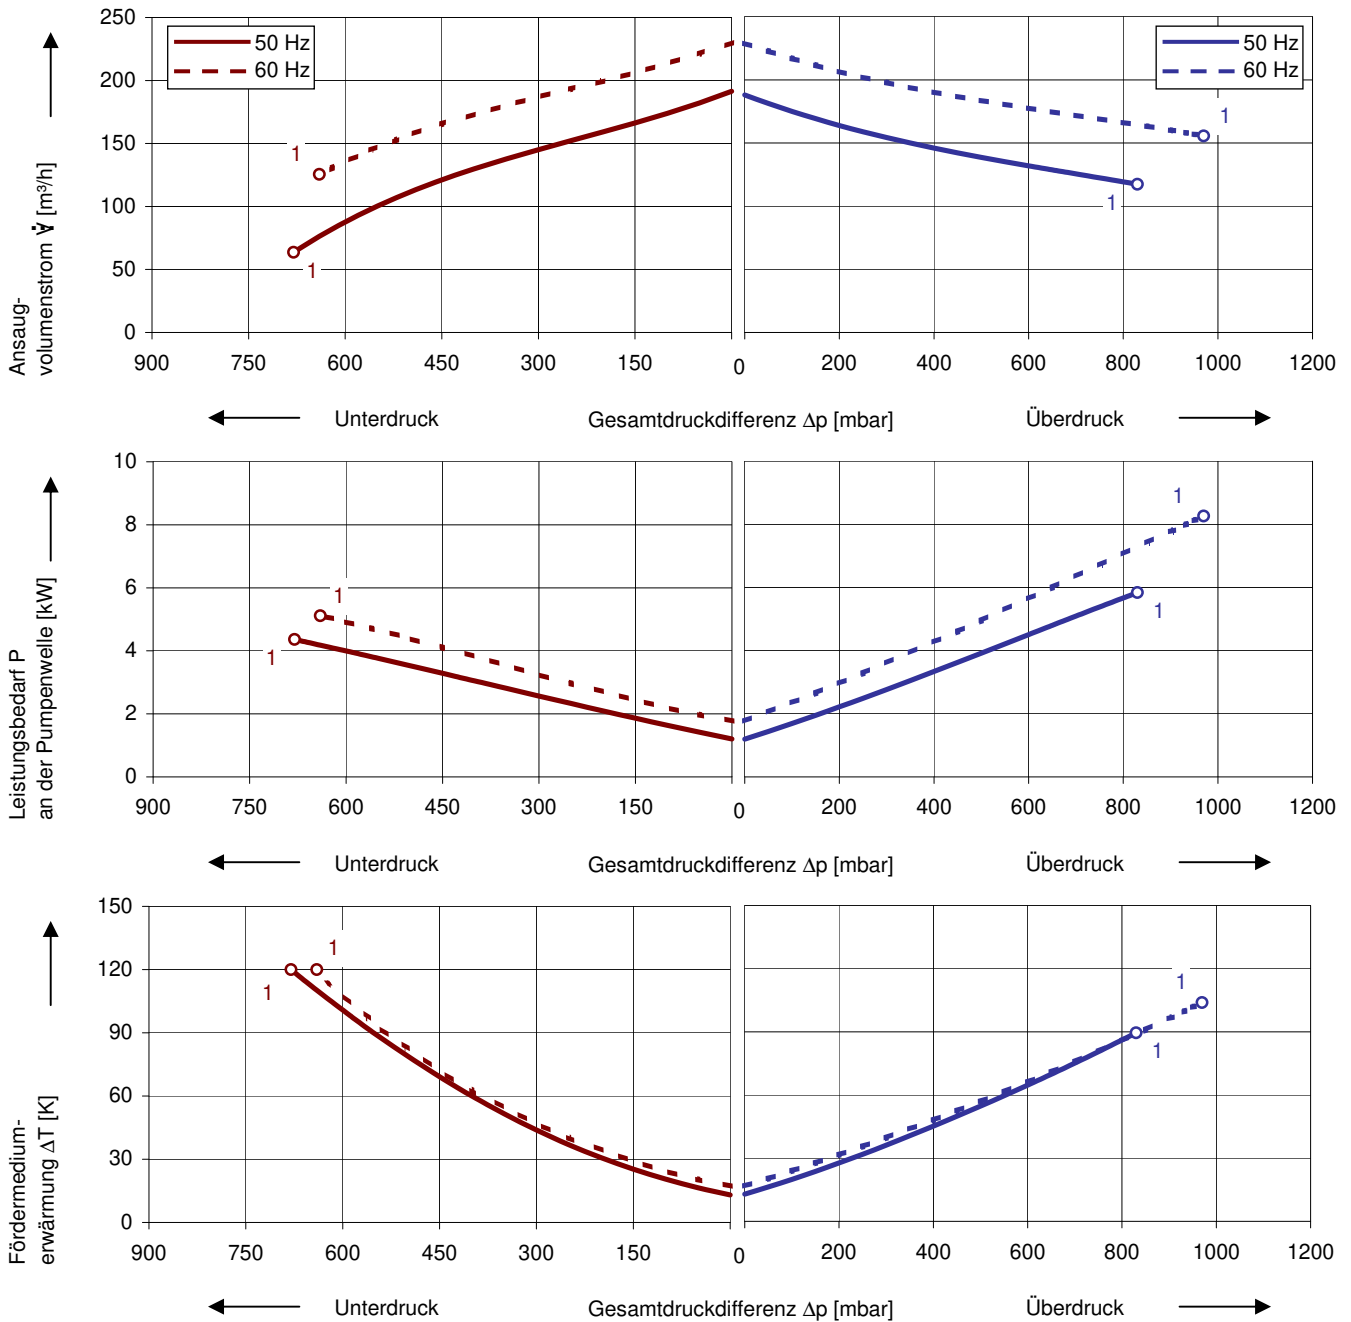 250
200
150
100
50
0
50 Hz
60 Hz
50 Hz
60 Hz
1
1
1
1
Ansaug-
volumenstrom V̇ [m³/h]
900 750 600 450 300 150 0 200 400 600 800 1000 1200
Unterdruck Gesamtdruckdifferenz Δp [mbar] Überdruck
10
8
6
4
2
0
1
1
1
1
Leistungsbedarf P
an der Pumpenwelle [kW]
900 750 600 450 300 150 0 200 400 600 800 1000 1200
Unterdruck Gesamtdruckdifferenz Δp [mbar] Überdruck
150
120
90
60
30
0
1
1
1
1
Fördermedium-
erwärmung ΔT [K]
900 750 600 450 300 150 0 200 400 600 800 1000 1200
Unterdruck Gesamtdruckdifferenz Δp [mbar] Überdruck